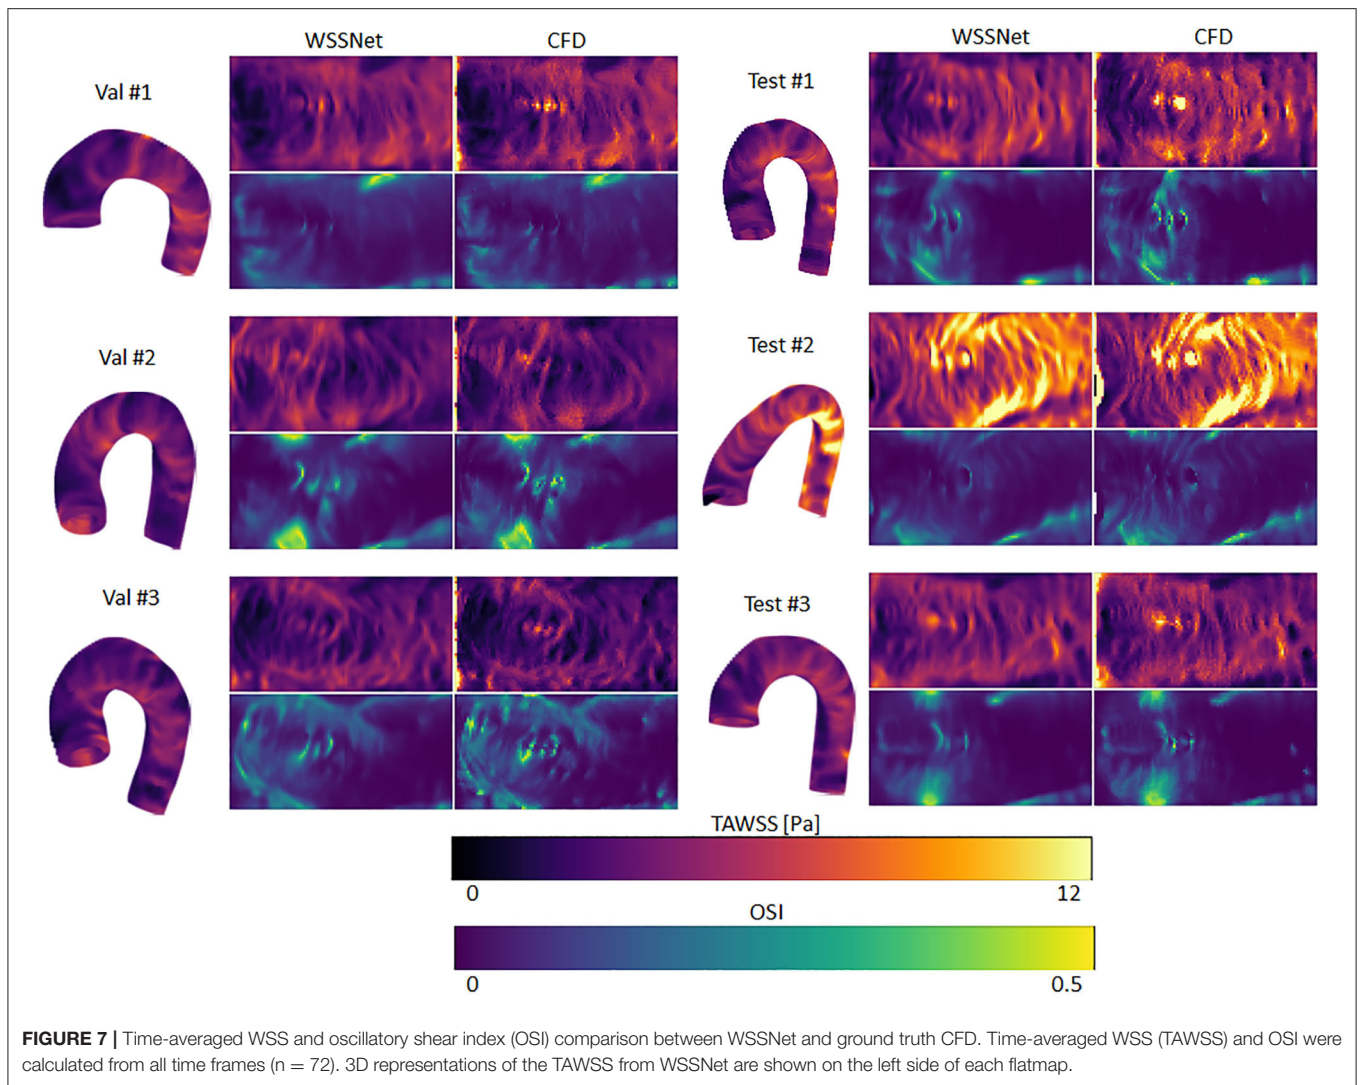 WSSNet CFD
Val #1
WSSNet CFD
Test #1
Val #2
Test #2
Val #3
Test #3
TAWSS [Pa]
0 12
OSI
0 0.5
FIGURE 7 | Time-averaged WSS and oscillatory shear index (OSI) comparison between WSSNet and ground truth CFD. Time-averaged WSS (TAWSS) and OSI were
calculated from all time frames (n = 72). 3D representations of the TAWSS from WSSNet are shown on the left side of each flatmap.